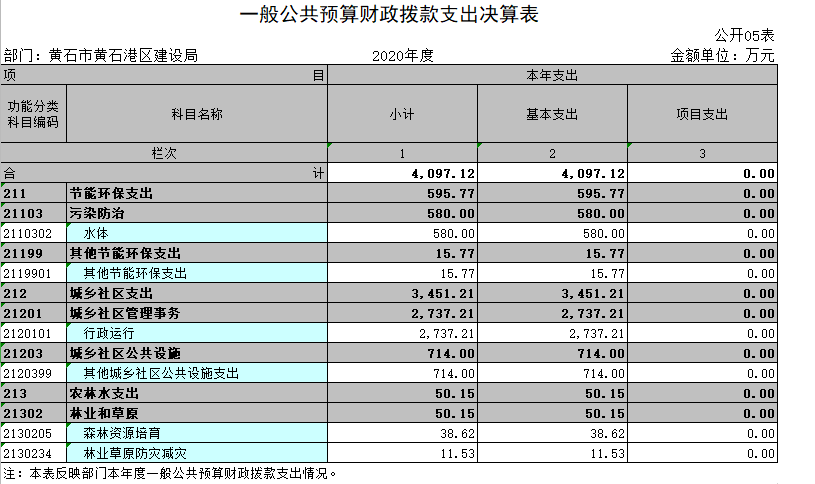 一般公共预算财政拨款支出决算表
公开05表
部门：黄石市黄石港区建设局 2020年度 金额单位：万元
项 目 本年支出
功能分类科目编码 科目名称 小计 基本支出 项目支出
栏次 1 2 3
合 计 4,097.12 4,097.12 0.00
211 节能环保支出 595.77 595.77 0.00
21103 污染防治 580.00 580.00 0.00
2110302 水体 580.00 580.00 0.00
21199 其他节能环保支出 15.77 15.77 0.00
2119901 其他节能环保支出 15.77 15.77 0.00
212 城乡社区支出 3,451.21 3,451.21 0.00
21201 城乡社区管理事务 2,737.21 2,737.21 0.00
2120101 行政运行 2,737.21 2,737.21 0.00
21203 城乡社区公共设施 714.00 714.00 0.00
2120399 其他城乡社区公共设施支出 714.00 714.00 0.00
213 农林水支出 50.15 50.15 0.00
21302 林业和草原 50.15 50.15 0.00
2130205 森林资源培育 38.62 38.62 0.00
2130234 林业草原防灾减灾 11.53 11.53 0.00
注：本表反映部门本年度一般公共预算财政拨款支出情况。